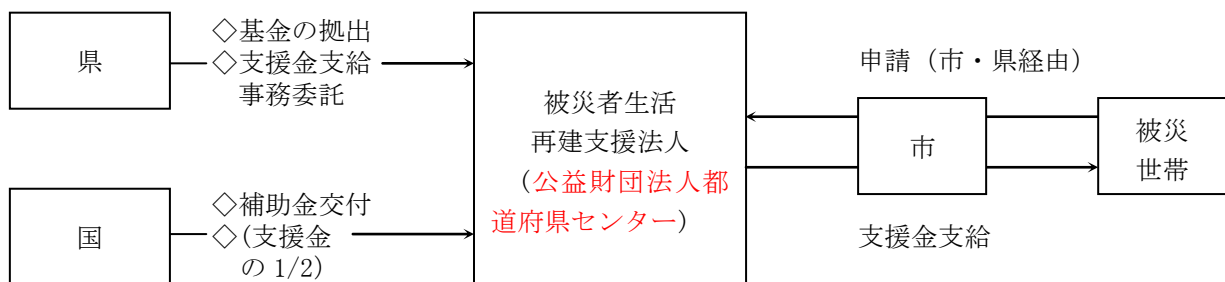 県
◇基金の拠出
◇支援金支給
事務委託
国
◇補助金交付
◇(支援金
の 1/2)
被災者生活
再建支援法人
（公益財団法人都
道府県センター）
申請（市・県経由）
市
被災
世帯
支援金支給